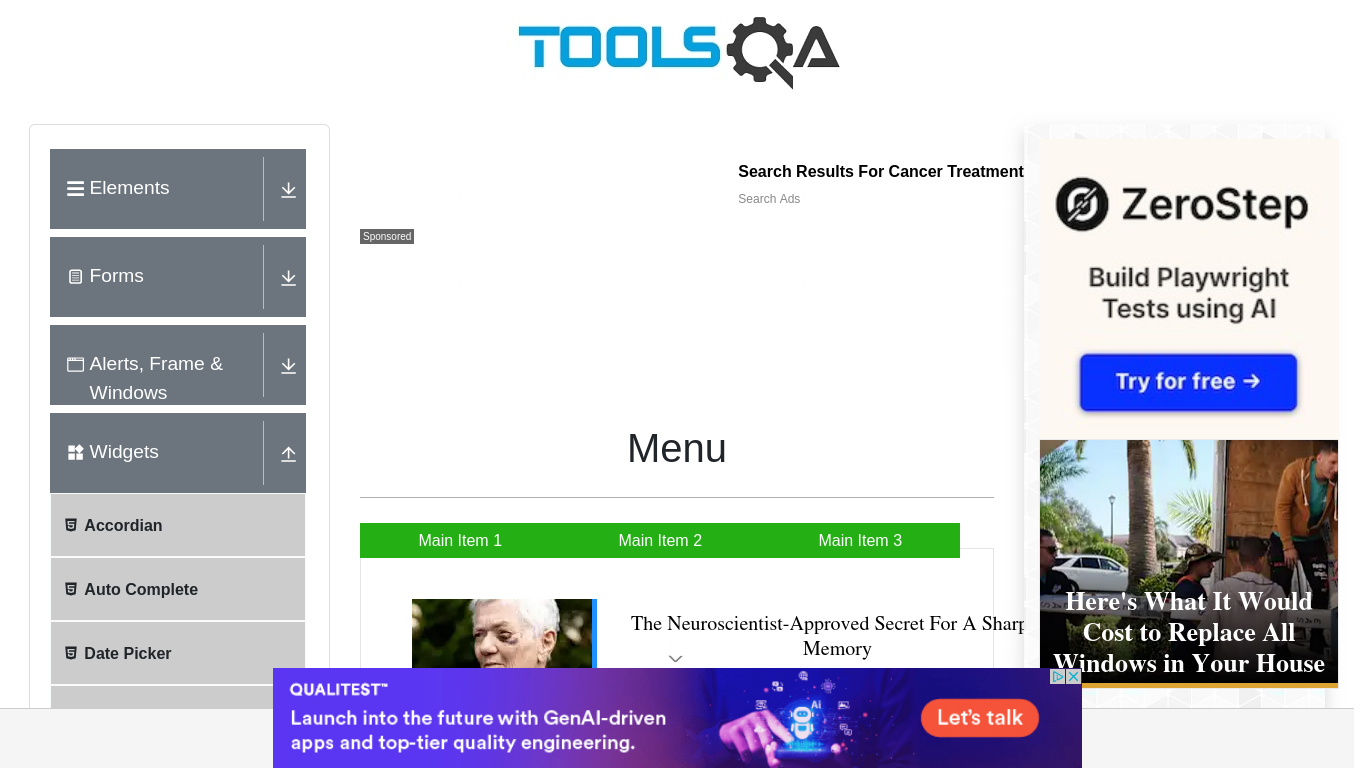 TOOLSQA
Elements
Forms
Alerts, Frame &
Windows
Widgets
Accordian
Auto Complete
Date Picker
Search Results For Cancer Treatment
Search Ads
Sponsored
Menu
Main Item 1
Main Item 2
Main Item 3
The Neuroscientist-Approved Secret For A Sharp
Memory
ZeroStep
Build Playwright
Tests using AI
Try for free →
Here's What It Would
Cost to Replace All
Windows in Your House
QUALITEST™
Launch into the future with GenAI-driven
apps and top-tier quality engineering.
Ai
Let's talk